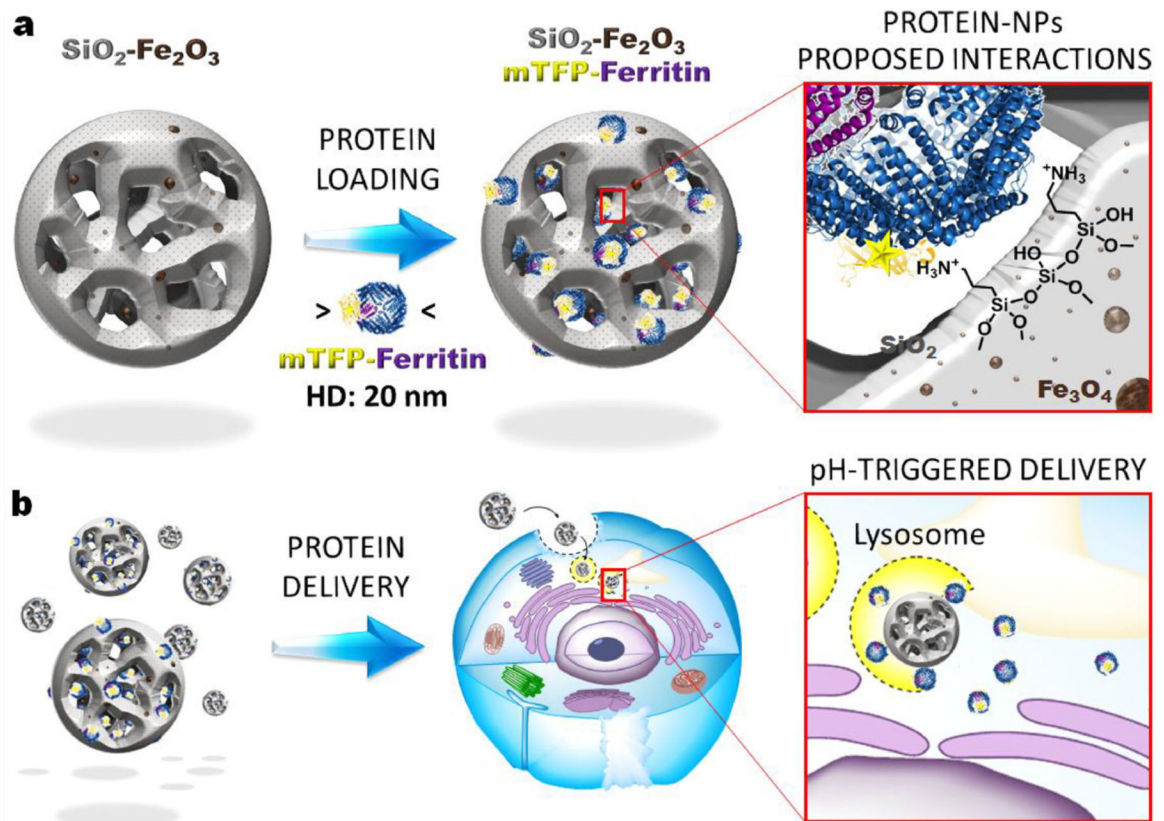 a
SiO2-Fe2O3
PROTEIN
LOADING
> <
mTFP-Ferritin
HD: 20 nm
SiO2-Fe2O3
mTFP-Ferritin
PROTEIN-NPs
PROPOSED INTERACTIONS
+NH3
OH
Si
O
HO
O
H3N+
Si
O
O
Si
O
O
SiO2
Fe3O4
b
PROTEIN
DELIVERY
pH-TRIGGERED DELIVERY
Lysosome